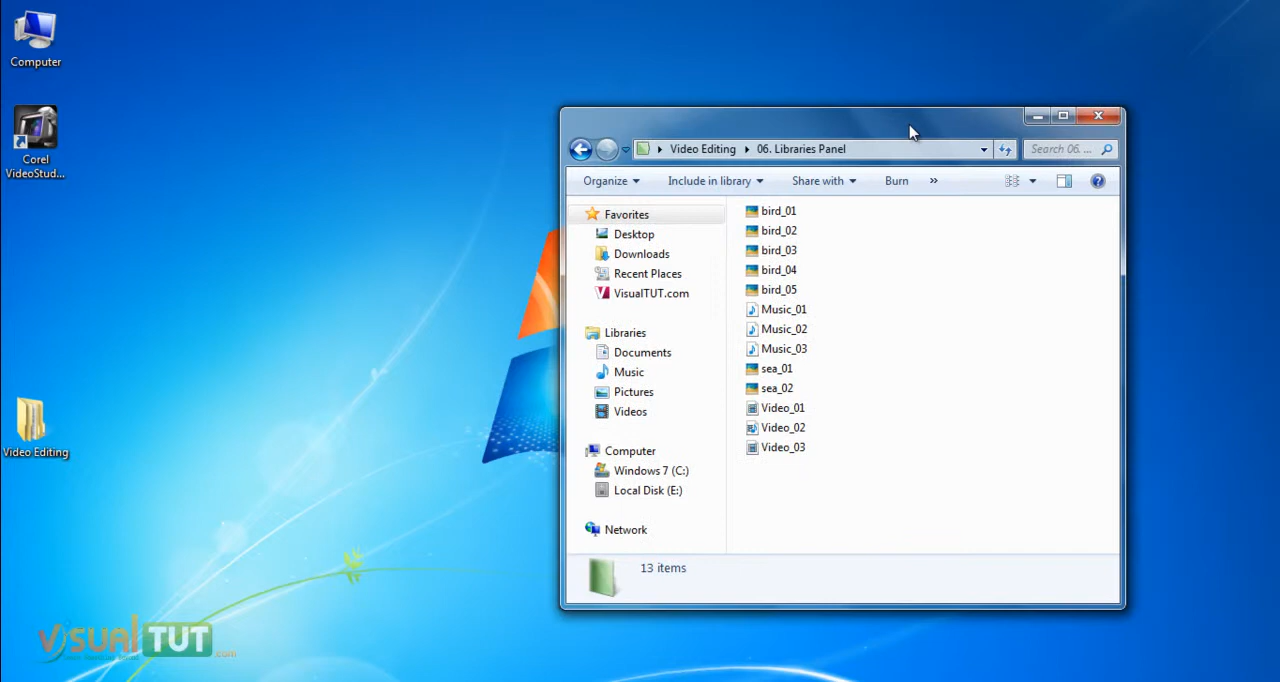 Computer
Corel
VideoStud...
Video Editing
Video Editing
06. Libraries Panel
Search 06. ...
Organize
Include in library
Share with
Burn
»
Favorites
Desktop
Downloads
Recent Places
VisualTUT.com
Libraries
Documents
Music
Pictures
Videos
Computer
Windows 7 (C:)
Local Disk (E:)
Network
bird_01
bird_02
bird_03
bird_04
bird_05
Music_01
Music_02
Music_03
sea_01
sea_02
Video_01
Video_02
Video_03
13 items
VisualTUT.com